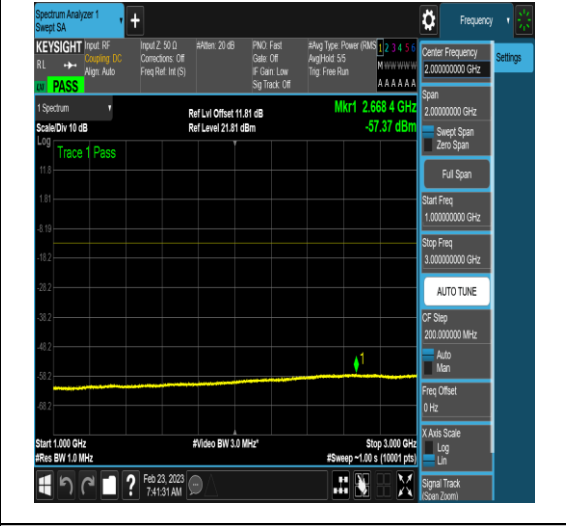 Spectrum Analyzer 1
Swept SA
+
Frequency
KEYSIGHT
RL
PASS
Input: RF
Coupling: DC
Align: Auto
Input Z: 50 Ω
Corrections: Off
Freq Ref: Int (S)
#Atten: 20 dB
PNO: Fast
Gate: Off
IF Gain: Low
Sig Track: Off
#Avg Type: Power (RMS
Avg|Hold: 5/5
Trig: Free Run
1 2 3 4 5 6
M W W W W W
A A A A A A
1 Spectrum
Scale/Div 10 dB
Log
Ref Lvl Offset 11.81 dB
Ref Level 21.81 dBm
Mkr1 2.668 4 GHz
-57.37 dBm
Trace 1 Pass
11.8
1.81
-8.19
-18.2
-28.2
-38.2
-48.2
-58.2
-68.2
1
Start 1.000 GHz
#Res BW 1.0 MHz
#Video BW 3.0 MHz*
Stop 3.000 GHz
#Sweep ~1.00 s (10001 pts)
?
Feb 23, 2023
7:41:31 AM
Center Frequency
2.000000000 GHz
Settings
Span
2.00000000 GHz
Swept Span
Zero Span
Full Span
Start Freq
1.000000000 GHz
Stop Freq
3.000000000 GHz
AUTO TUNE
CF Step
200.000000 MHz
Auto
Man
Freq Offset
0 Hz
X Axis Scale
Log
Lin
Signal Track
(Span Zoom)